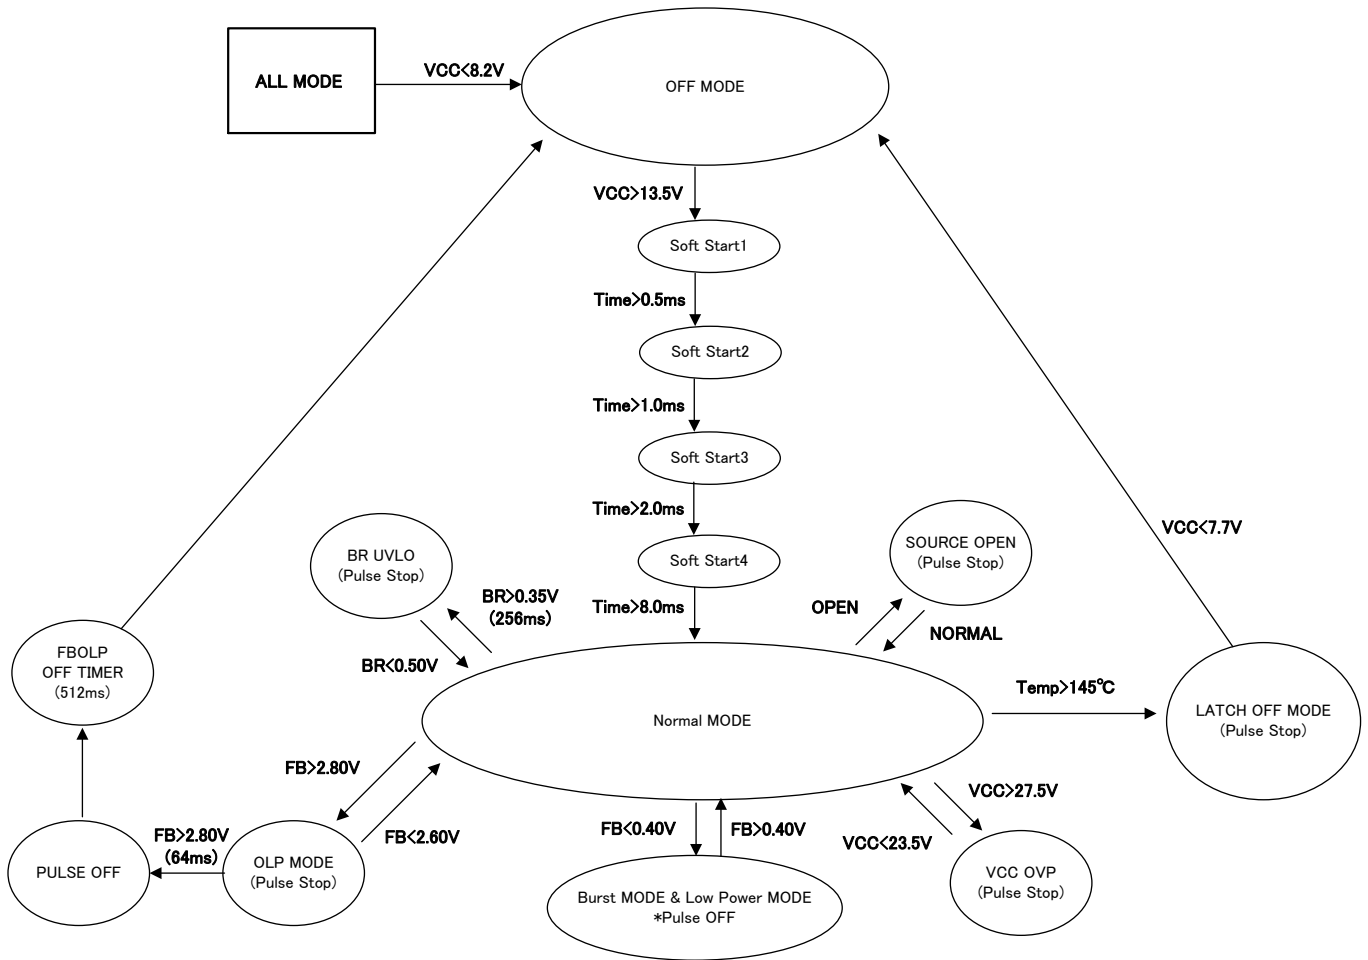 ALL MODE
VCC<8.2V
OFF MODE
VCC>13.5V
Soft Start1
Time>0.5ms
Soft Start2
Time>1.0ms
Soft Start3
Time>2.0ms
Soft Start4
Time>8.0ms
BR UVLO
(Pulse Stop)
BR>0.35V
(256ms)
BR<0.50V
SOURCE OPEN
(Pulse Stop)
OPEN
NORMAL
VCC<7.7V
FBOLP
OFF TIMER
(512ms)
Normal MODE
Temp>145℃
LATCH OFF MODE
(Pulse Stop)
FB>2.80V
FB<2.60V
FB>2.80V
(64ms)
PULSE OFF
OLP MODE
(Pulse Stop)
FB<0.40V
FB>0.40V
Burst MODE & Low Power MODE
*Pulse OFF
VCC>27.5V
VCC<23.5V
VCC OVP
(Pulse Stop)